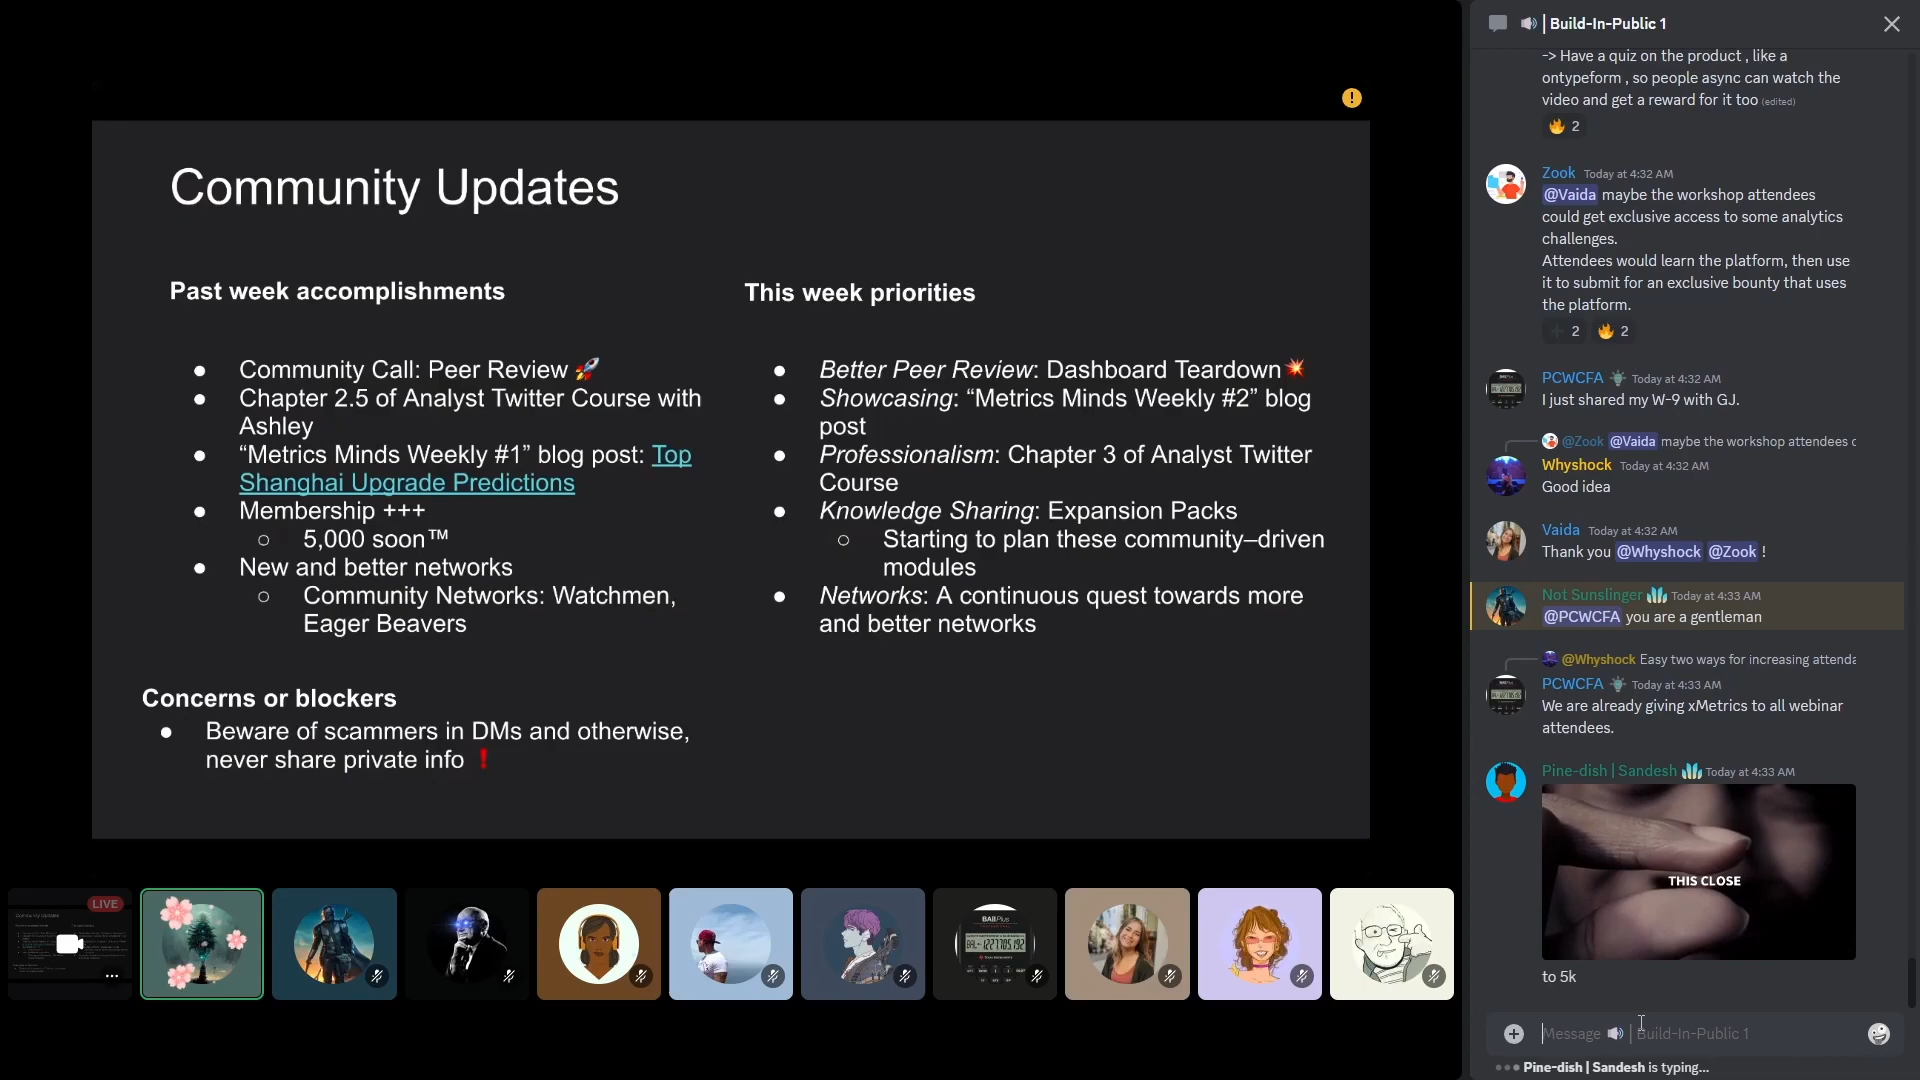 Community Updates
Past week accomplishments
● Community Call: Peer Review 🚀
● Chapter 2.5 of Analyst Twitter Course with
Ashley
● “Metrics Minds Weekly #1” blog post: Top
Shanghai Upgrade Predictions
● Membership +++
○ 5,000 soon™
● New and better networks
○ Community Networks: Watchmen,
Eager Beavers
This week priorities
● Better Peer Review: Dashboard Teardown💥
● Showcasing: “Metrics Minds Weekly #2” blog
post
● Professionalism: Chapter 3 of Analyst Twitter
Course
● Knowledge Sharing: Expansion Packs
○ Starting to plan these community–driven
modules
● Networks: A continuous quest towards more
and better networks
Concerns or blockers
● Beware of scammers in DMs and otherwise,
never share private info ❗
LIVE
Community Updates
BAII Plus
Build-In-Public 1
-> Have a quiz on the product , like a
ontypeform , so people async can watch the
video and get a reward for it too (edited)
🔥 2
Zook Today at 4:32 AM
@Vaida maybe the workshop attendees
could get exclusive access to some analytics
challenges.
Attendees would learn the platform, then use
it to submit for an exclusive bounty that uses
the platform.
➕ 2 🔥 2
PCWCFA Today at 4:32 AM
I just shared my W-9 with GJ.
@Zook @Vaida maybe the workshop attendees c
Whyshock Today at 4:32 AM
Good idea
Vaida Today at 4:32 AM
Thank you @Whyshock @Zook !
Not Sunslinger Today at 4:33 AM
@PCWCFA you are a gentleman
@Whyshock Easy two ways for increasing attenda
PCWCFA Today at 4:33 AM
We are already giving xMetrics to all webinar
attendees.
Pine-dish | Sandesh Today at 4:33 AM
THIS CLOSE
to 5k
Message 🔊 | Build-In-Public 1
Pine-dish | Sandesh is typing...